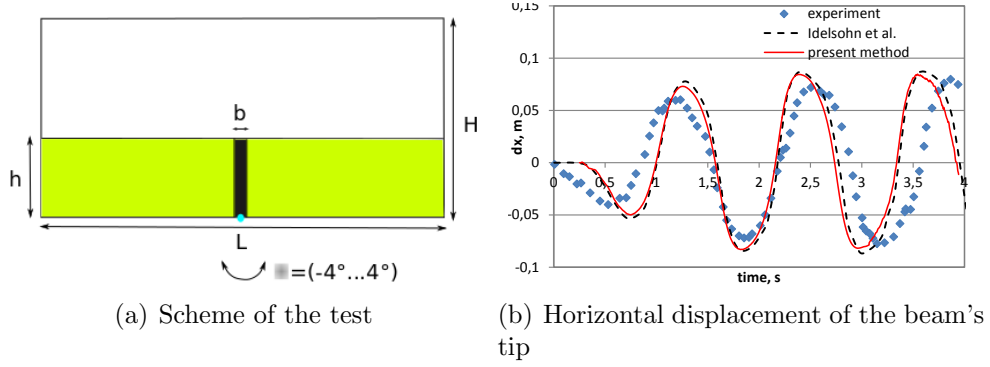 b
H
h
L
=(-4°...4°)
(a) Scheme of the test
0,15
experiment
Idelsohn et al.
present method
0,1
0,05
dx, m
0
0 0,5 1 1,5 2 2,5 3 3,5 4
-0,05
-0,1
time, s
(b) Horizontal displacement of the beam's
tip